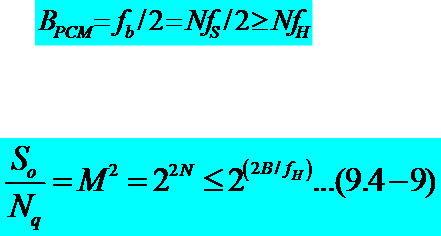 B_PCM=f_b/2=Nf_S/2≥Nf_H
S_o/N_q=M^2=2^{2N}≤2^{(2B/f_H)}...(9.4−9)